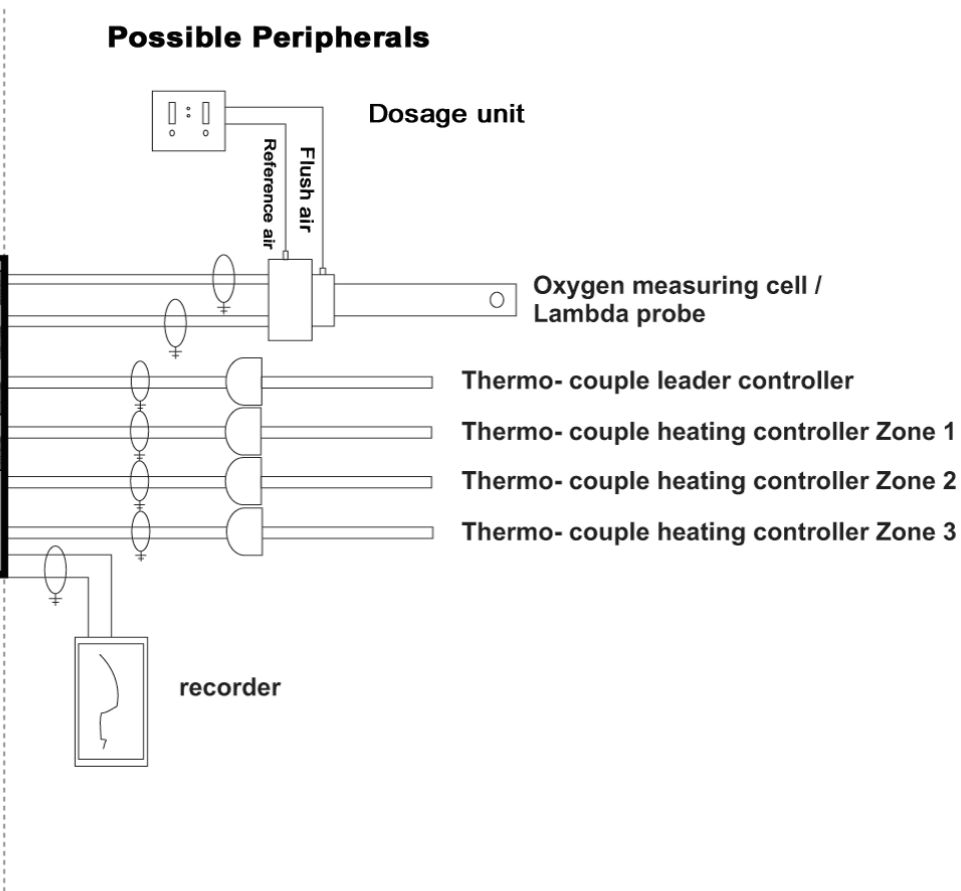 Possible Peripherals
Dosage unit
Reference air
Flush air
Oxygen measuring cell /
Lambda probe
Thermo- couple leader controller
Thermo- couple heating controller Zone 1
Thermo- couple heating controller Zone 2
Thermo- couple heating controller Zone 3
recorder